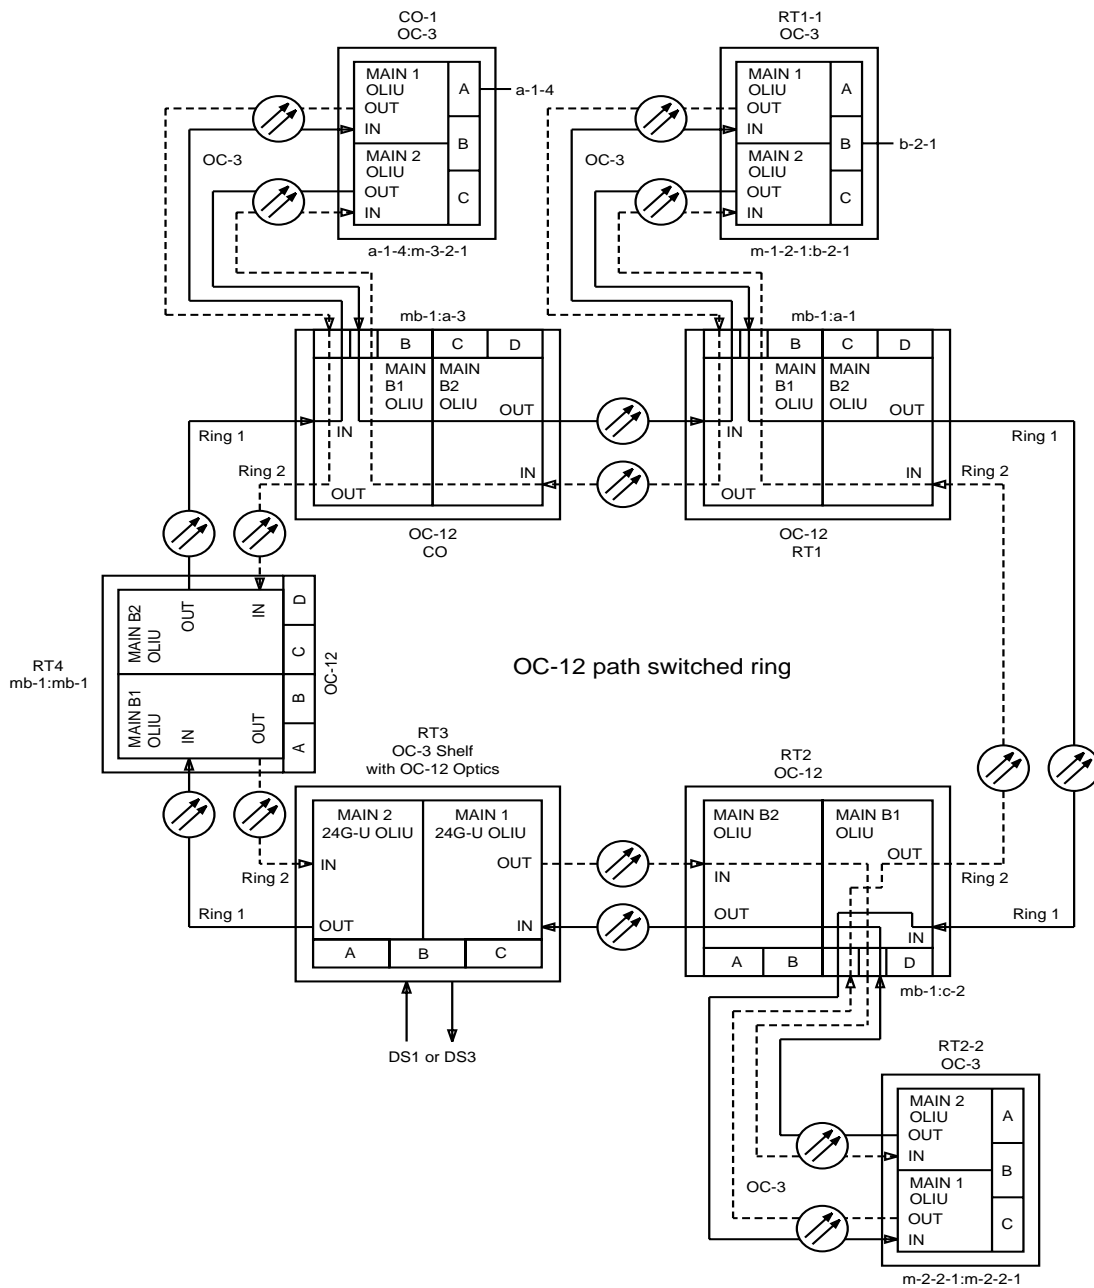 CO-1
OC-3
RT1-1
OC-3
MAIN 1
OLIU
OUT
IN
MAIN 2
OLIU
OUT
IN
A
B
C
a-1-4
OC-3
a-1-4:m-3-2-1
MAIN 1
OLIU
OUT
IN
MAIN 2
OLIU
OUT
IN
A
B
C
b-2-1
OC-3
m-1-2-1:b-2-1
mb-1:a-3
B
C
D
MAIN
B1
OLIU
MAIN
B2
OLIU
OUT
IN
IN
OUT
Ring 1
Ring 2
OC-12
CO
mb-1:a-1
B
C
D
MAIN
B1
OLIU
MAIN
B2
OLIU
OUT
IN
IN
OUT
Ring 1
Ring 2
OC-12
RT1
RT4
mb-1:mb-1
MAIN B2
OLIU
OUT
IN
MAIN B1
OLIU
IN
OUT
D
C
B
A
OC-12
OC-12 path switched ring
RT3
OC-3 Shelf
with OC-12 Optics
MAIN 2
24G-U OLIU
MAIN 1
24G-U OLIU
IN
OUT
OUT
IN
A
B
C
Ring 2
Ring 1
DS1 or DS3
RT2
OC-12
MAIN B2
OLIU
MAIN B1
OLIU
OUT
IN
OUT
IN
A
B
D
Ring 2
Ring 1
mb-1:c-2
RT2-2
OC-3
MAIN 2
OLIU
OUT
IN
MAIN 1
OLIU
OUT
IN
A
B
C
OC-3
m-2-2-1:m-2-2-1